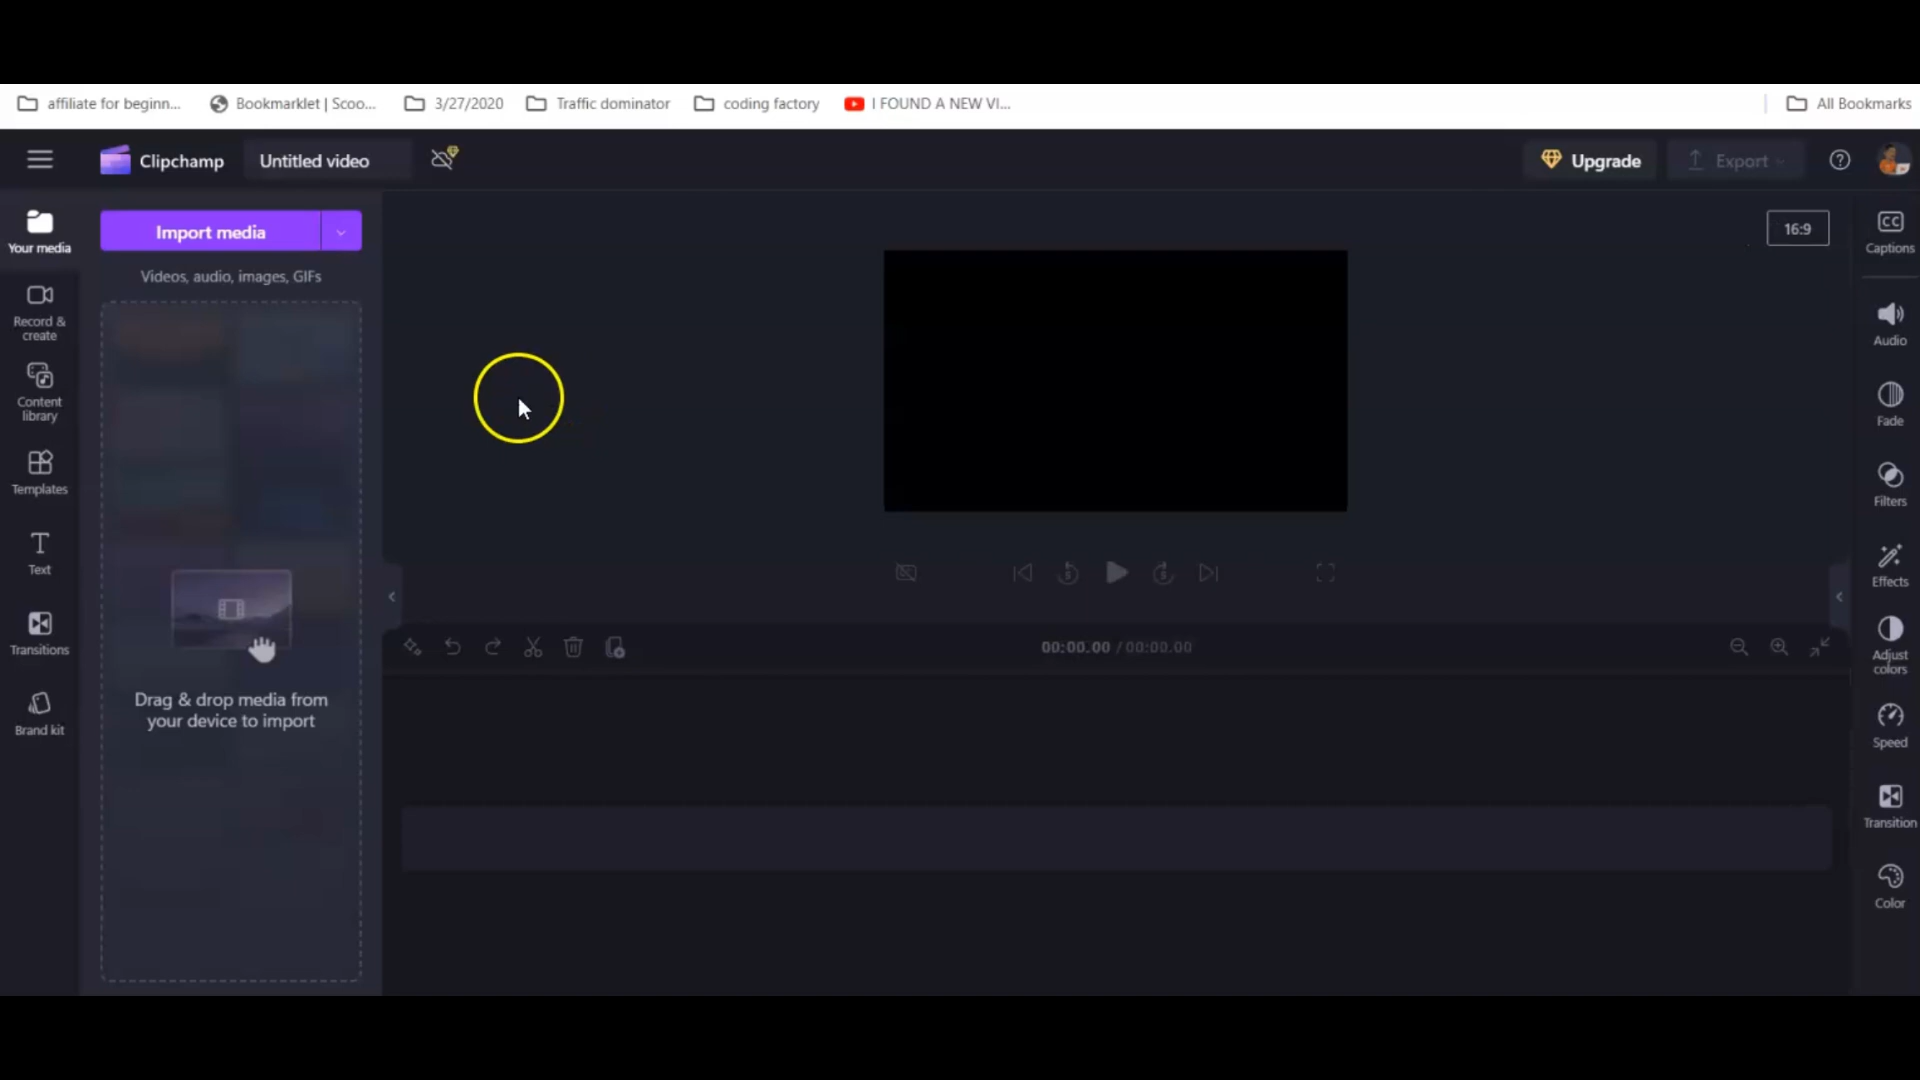 affiliate for beginn...
Bookmarklet | Scoo...
3/27/2020
Traffic dominator
coding factory
I FOUND A NEW VI...
All Bookmarks
Clipchamp
Untitled video
Upgrade
Export
Your media
Import media
Videos, audio, images, GIFs
16:9
CC
Captions
Record &
create
Audio
Content
library
Fade
Templates
Filters
Text
5
5
Effects
Transitions
00:00.00 / 00:00.00
Adjust
colors
Drag & drop media from
your device to import
Brand kit
Speed
Transition
Color